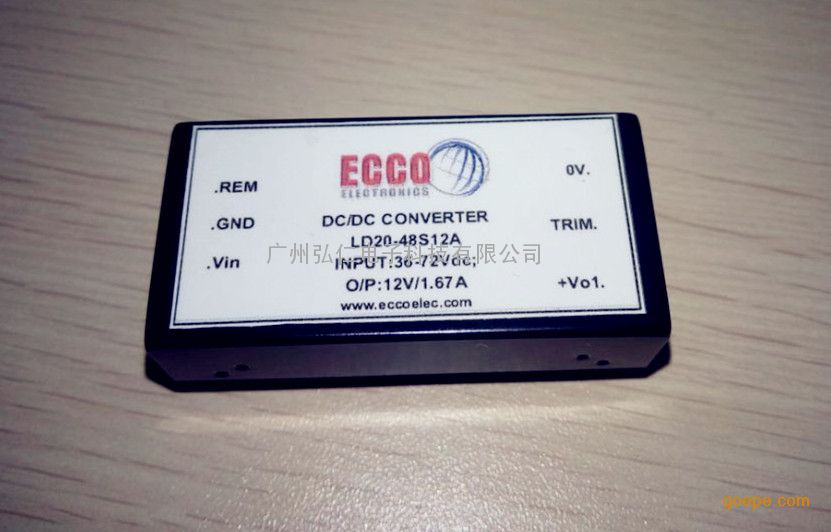 ECCO
ELECTRONICS
.REM
0V.
DC/DC CONVERTER
.GND
TRIM.
LD20-48S12A
广州弘仁电子科技有限公司
.Vin
INPUT:36-72Vdc;
O/P:12V/1.67A
+Vo1.
www.eccoelec.com
goepe.com